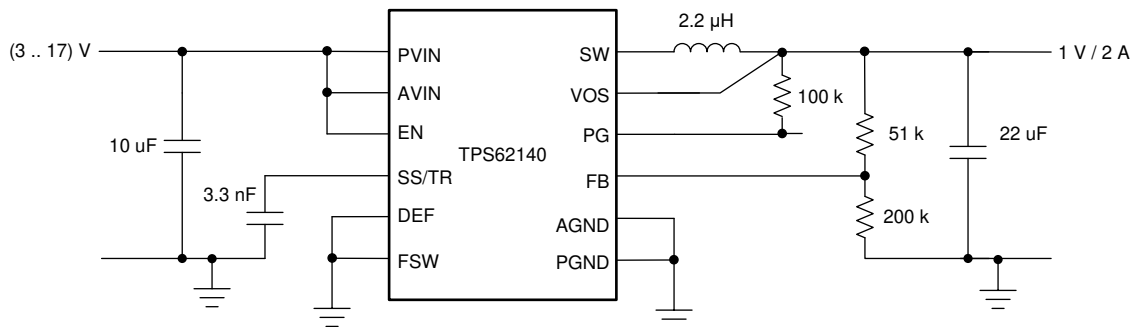 2.2 µH
(3 .. 17) V
PVIN
SW
1 V / 2 A
AVIN
VOS
100 k
EN
PG
10 uF
TPS62140
51 k
22 uF
3.3 nF
SS/TR
FB
DEF
AGND
200 k
FSW
PGND